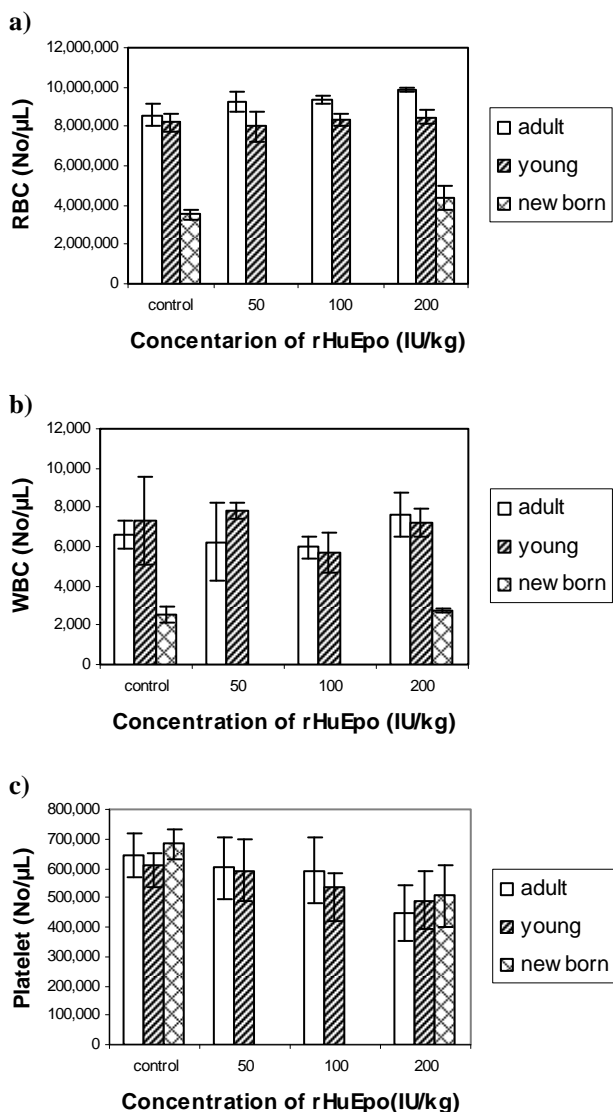 a)
12,000,000
10,000,000
8,000,000
6,000,000
4,000,000
2,000,000
0
RBC (No/µL)
control 50 100 200
Concentarion of rHuEpo (IU/kg)
adult
young
new born
b)
12,000
10,000
8,000
6,000
4,000
2,000
0
WBC (No/µL)
control 50 100 200
Concentration of rHuEpo (IU/kg)
adult
young
new born
c)
800,000
700,000
600,000
500,000
400,000
300,000
200,000
100,000
0
Platelet (No/µL)
control 50 100 200
Concentration of rHuEpo(IU/kg)
adult
young
new born